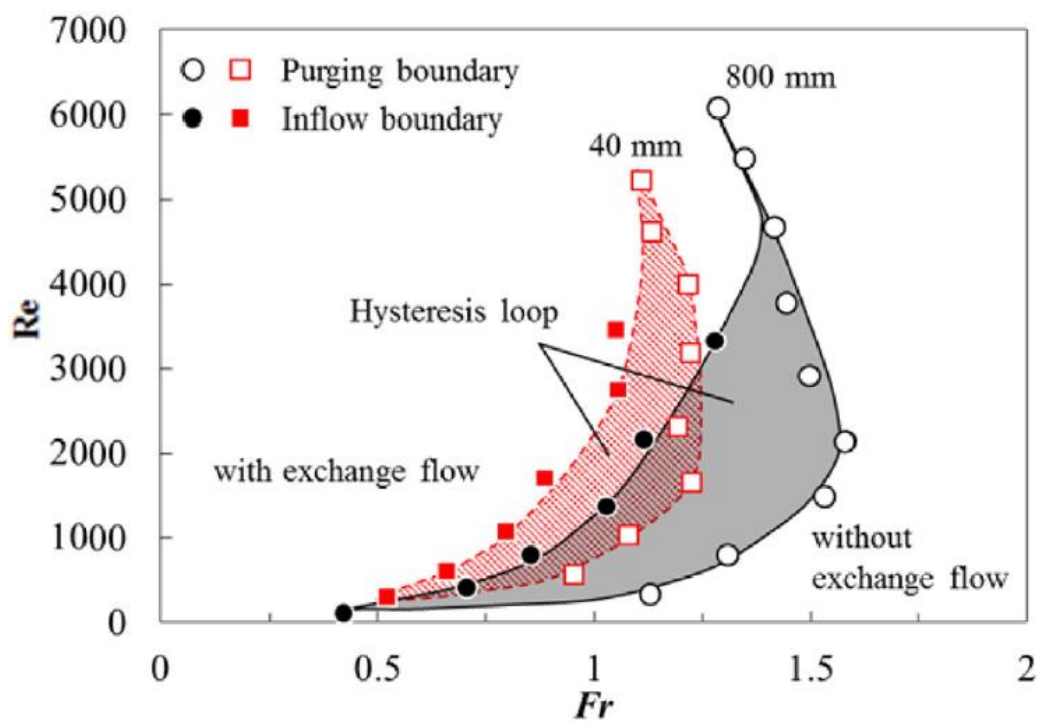 7000
6000
5000
4000
3000
2000
1000
0
Re
Purging boundary
Inflow boundary
800 mm
40 mm
Hysteresis loop
with exchange flow
without
exchange flow
0
0.5
1
1.5
2
Fr